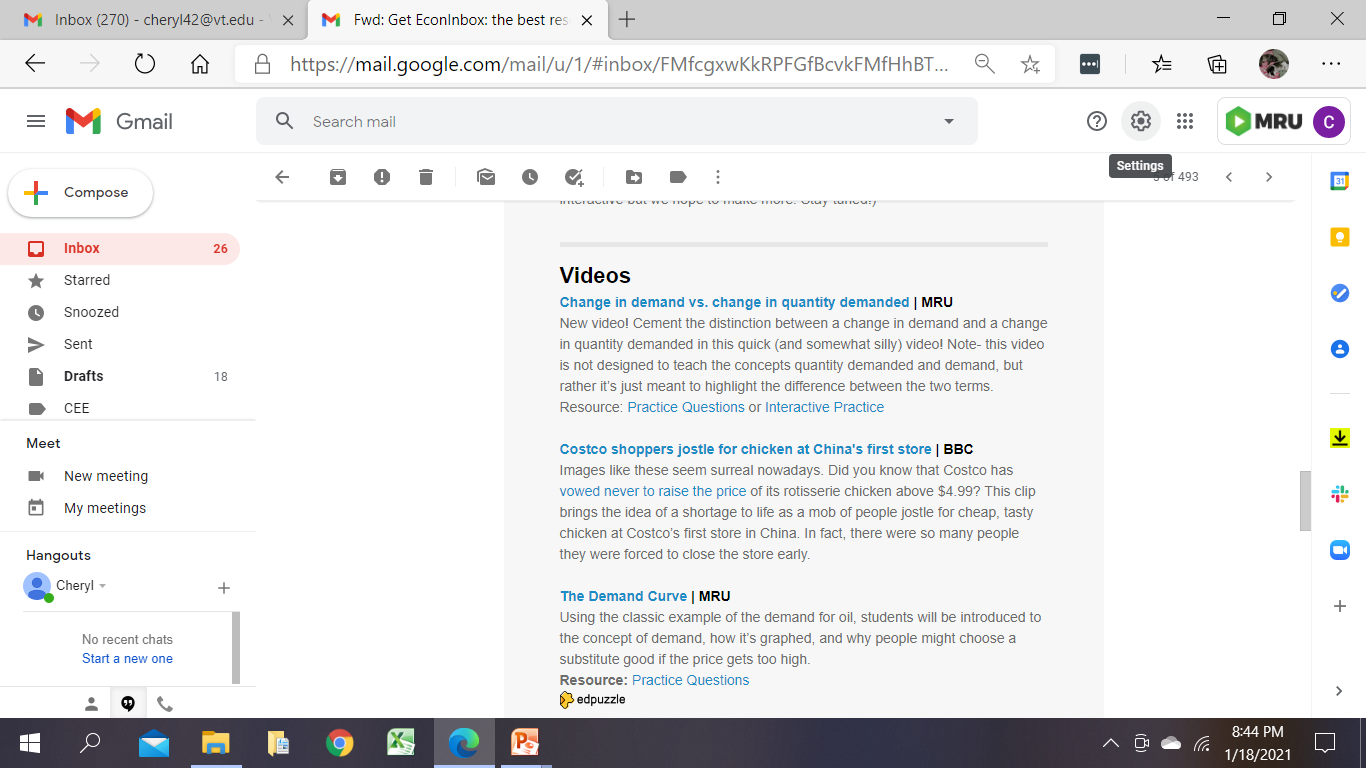 Inbox (270) - cheryl42@vt.edu -
Fwd: Get EconInbox: the best res
https://mail.google.com/mail/u/1/#inbox/FMfcgxwKkRPFGfBcvkFMfHhBT...
Gmail
Search mail
MRU
C
Settings
of 493
Compose
Inbox 26
Starred
Snoozed
Sent
Drafts 18
CEE
Meet
New meeting
My meetings
Hangouts
Cheryl
No recent chats
Start a new one
interactive but we hope to make more. Stay tuned!)
Videos
Change in demand vs. change in quantity demanded | MRU
New video! Cement the distinction between a change in demand and a change
in quantity demanded in this quick (and somewhat silly) video! Note- this video
is not designed to teach the concepts quantity demanded and demand, but
rather it's just meant to highlight the difference between the two terms.
Resource: Practice Questions or Interactive Practice
Costco shoppers jostle for chicken at China's first store | BBC
Images like these seem surreal nowadays. Did you know that Costco has
vowed never to raise the price of its rotisserie chicken above $4.99? This clip
brings the idea of a shortage to life as a mob of people jostle for cheap, tasty
chicken at Costco's first store in China. In fact, there were so many people
they were forced to close the store early.
The Demand Curve | MRU
Using the classic example of the demand for oil, students will be introduced to
the concept of demand, how it's graphed, and why people might choose a
substitute good if the price gets too high.
Resource: Practice Questions
edpuzzle
31
8:44 PM
1/18/2021